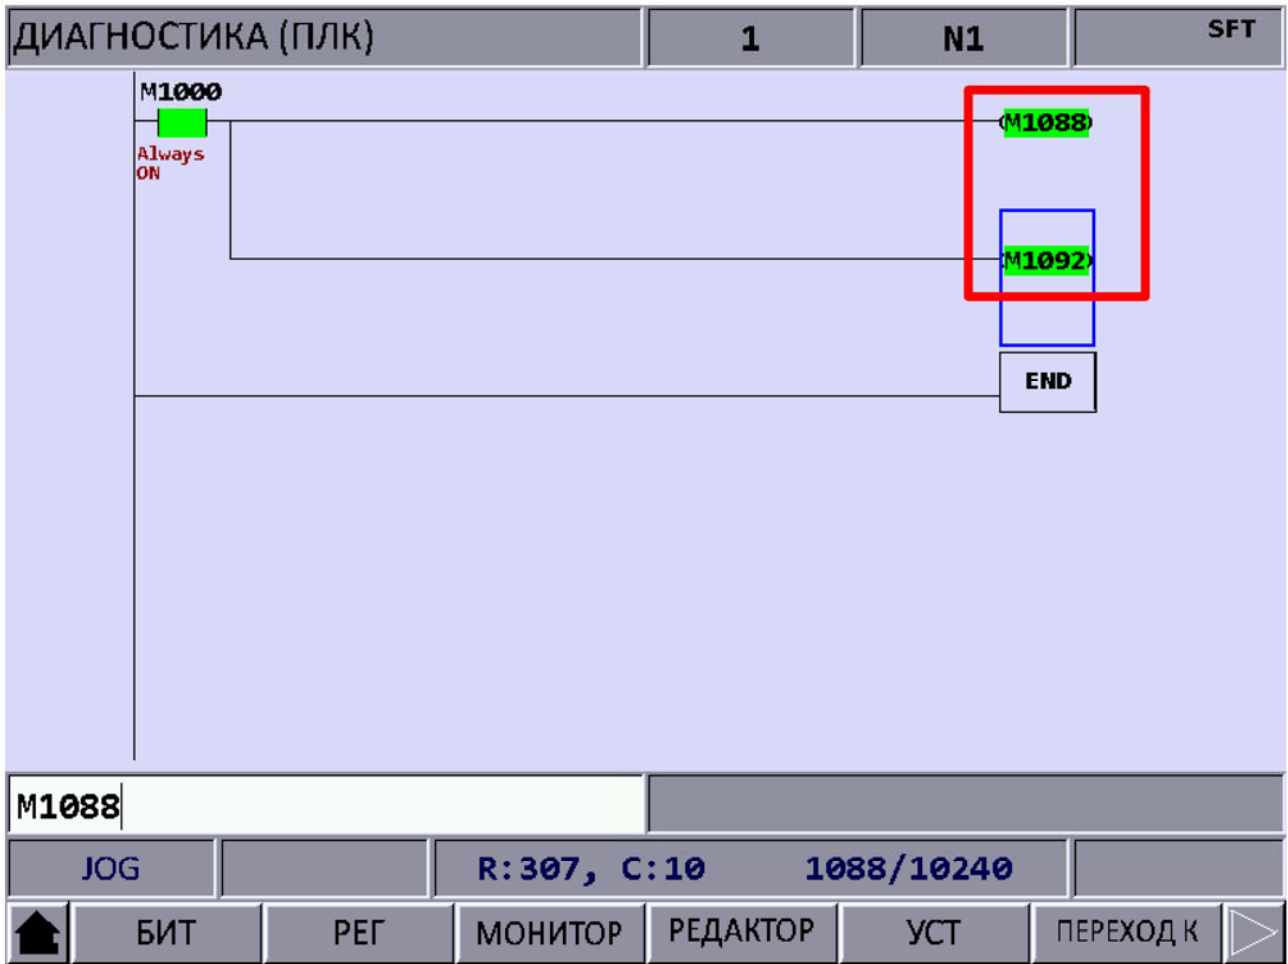 ДИАГНОСТИКА (ПЛК) 1 N1 SFT
M1000
(M1088)
Always
ON
(M1092)
END
M1088
JOG R:307, C:10 1088/10240
БИТ РЕГ МОНИТОР РЕДАКТОР УСТ ПЕРЕХОД К